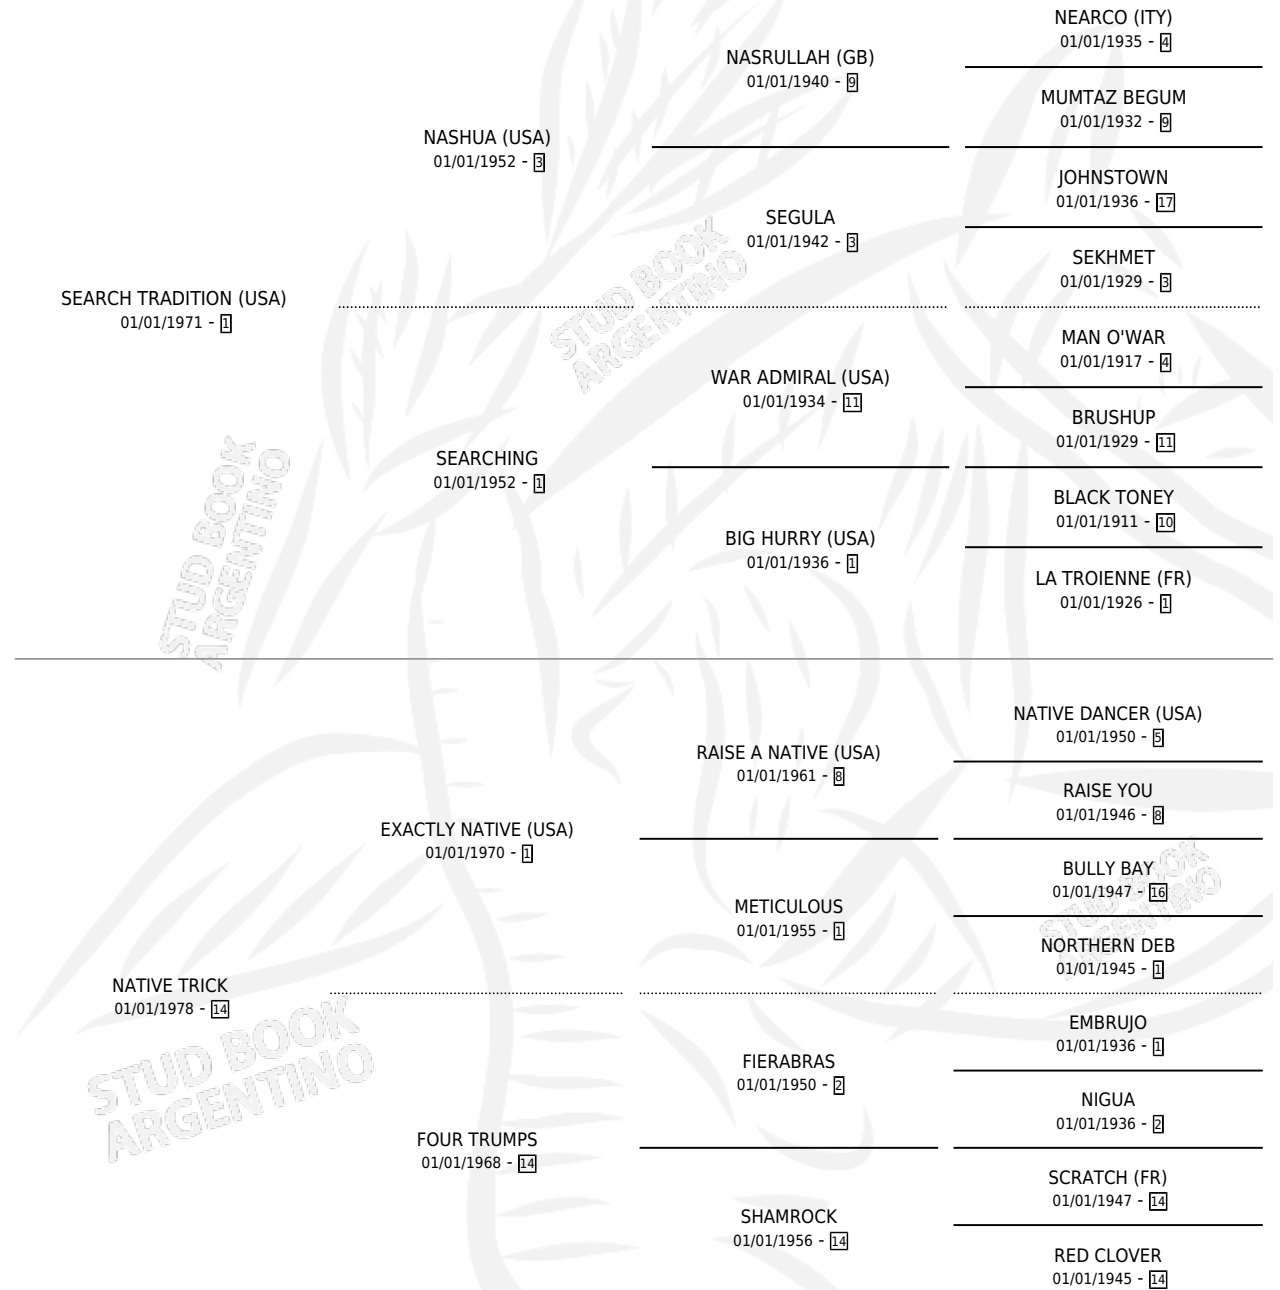 NEARCO (ITY)
01/01/1935 - 4
NASRULLAH (GB)
01/01/1940 - 9
MUMTAZ BEGUM
01/01/1932 - 9
NASHUA (USA)
01/01/1952 - 3
JOHNSTOWN
01/01/1936 - 17
SEGULA
01/01/1942 - 3
SEKHMET
01/01/1929 - 3
SEARCH TRADITION (USA)
01/01/1971 - 1
MAN O'WAR
01/01/1917 - 4
WAR ADMIRAL (USA)
01/01/1934 - 11
BRUSHUP
01/01/1929 - 11
SEARCHING
01/01/1952 - 1
BLACK TONEY
01/01/1911 - 10
BIG HURRY (USA)
01/01/1936 - 1
LA TROIENNE (FR)
01/01/1926 - 1
NATIVE DANCER (USA)
01/01/1950 - 5
RAISE A NATIVE (USA)
01/01/1961 - 8
RAISE YOU
01/01/1946 - 8
EXACTLY NATIVE (USA)
01/01/1970 - 1
BULLY BAY
01/01/1947 - 16
METICULOUS
01/01/1955 - 1
NORTHERN DEB
01/01/1945 - 1
NATIVE TRICK
01/01/1978 - 14
EMBRUJO
01/01/1936 - 1
FIERABRAS
01/01/1950 - 2
NIGUA
01/01/1936 - 2
FOUR TRUMPS
01/01/1968 - 14
SCRATCH (FR)
01/01/1947 - 14
SHAMROCK
01/01/1956 - 14
RED CLOVER
01/01/1945 - 14
STUD BOOK
ARGENTINO
STUD BOOK
ARGENTINO
STUD BOOK
ARGENTINO
STUD BOOK
ARGENTINO